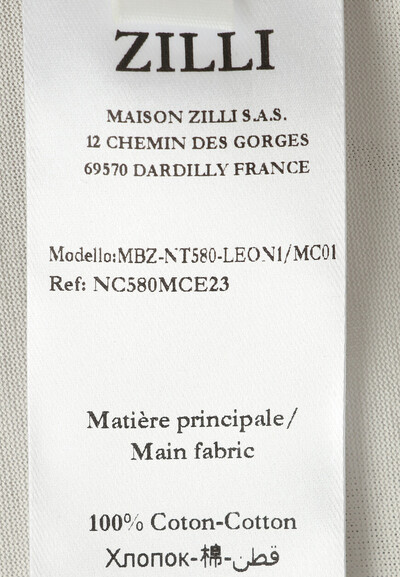 ZILLI
MAISON ZILLI S.A.S.
12 CHEMIN DES GORGES
69570 DARDILLY FRANCE
Modello:MBZ-NT580-LEON1/MC01
Ref: NC580MCE23
Matière principale/
Main fabric
100% Coton-Cotton
Хлопок-棉-قطن